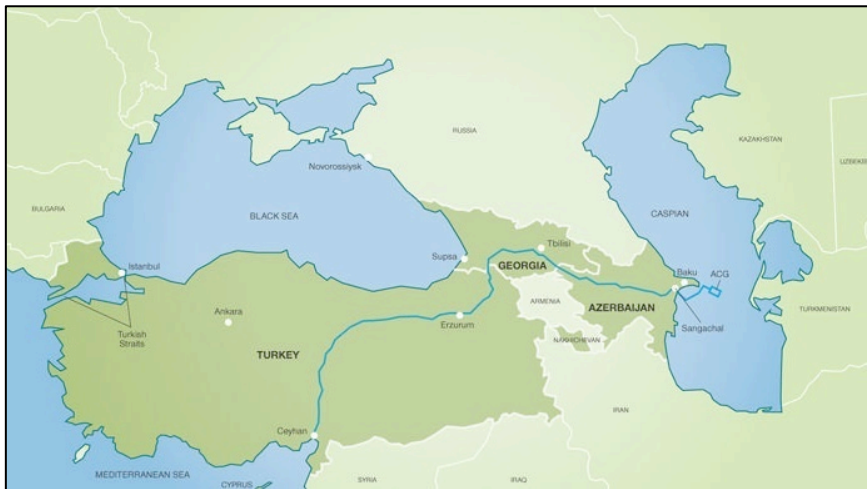 RUSSIA
KAZAKHSTAN
UZBEKIS
Novorossiysk
BULGARIA
BLACK SEA
CASPIAN
Tbilisi
Supsa
Istanbul
GEORGIA
Baku
ACG
Ankara
ARMENIA
AZERBAIJAN
TURKMENISTAN
Turkish
Straits
Erzurum
Sangachal
NAKHICHEVAN
TURKEY
IRAN
Ceyhan
MEDITERRANEAN SEA
CYPRUS
SYRIA
IRAQ